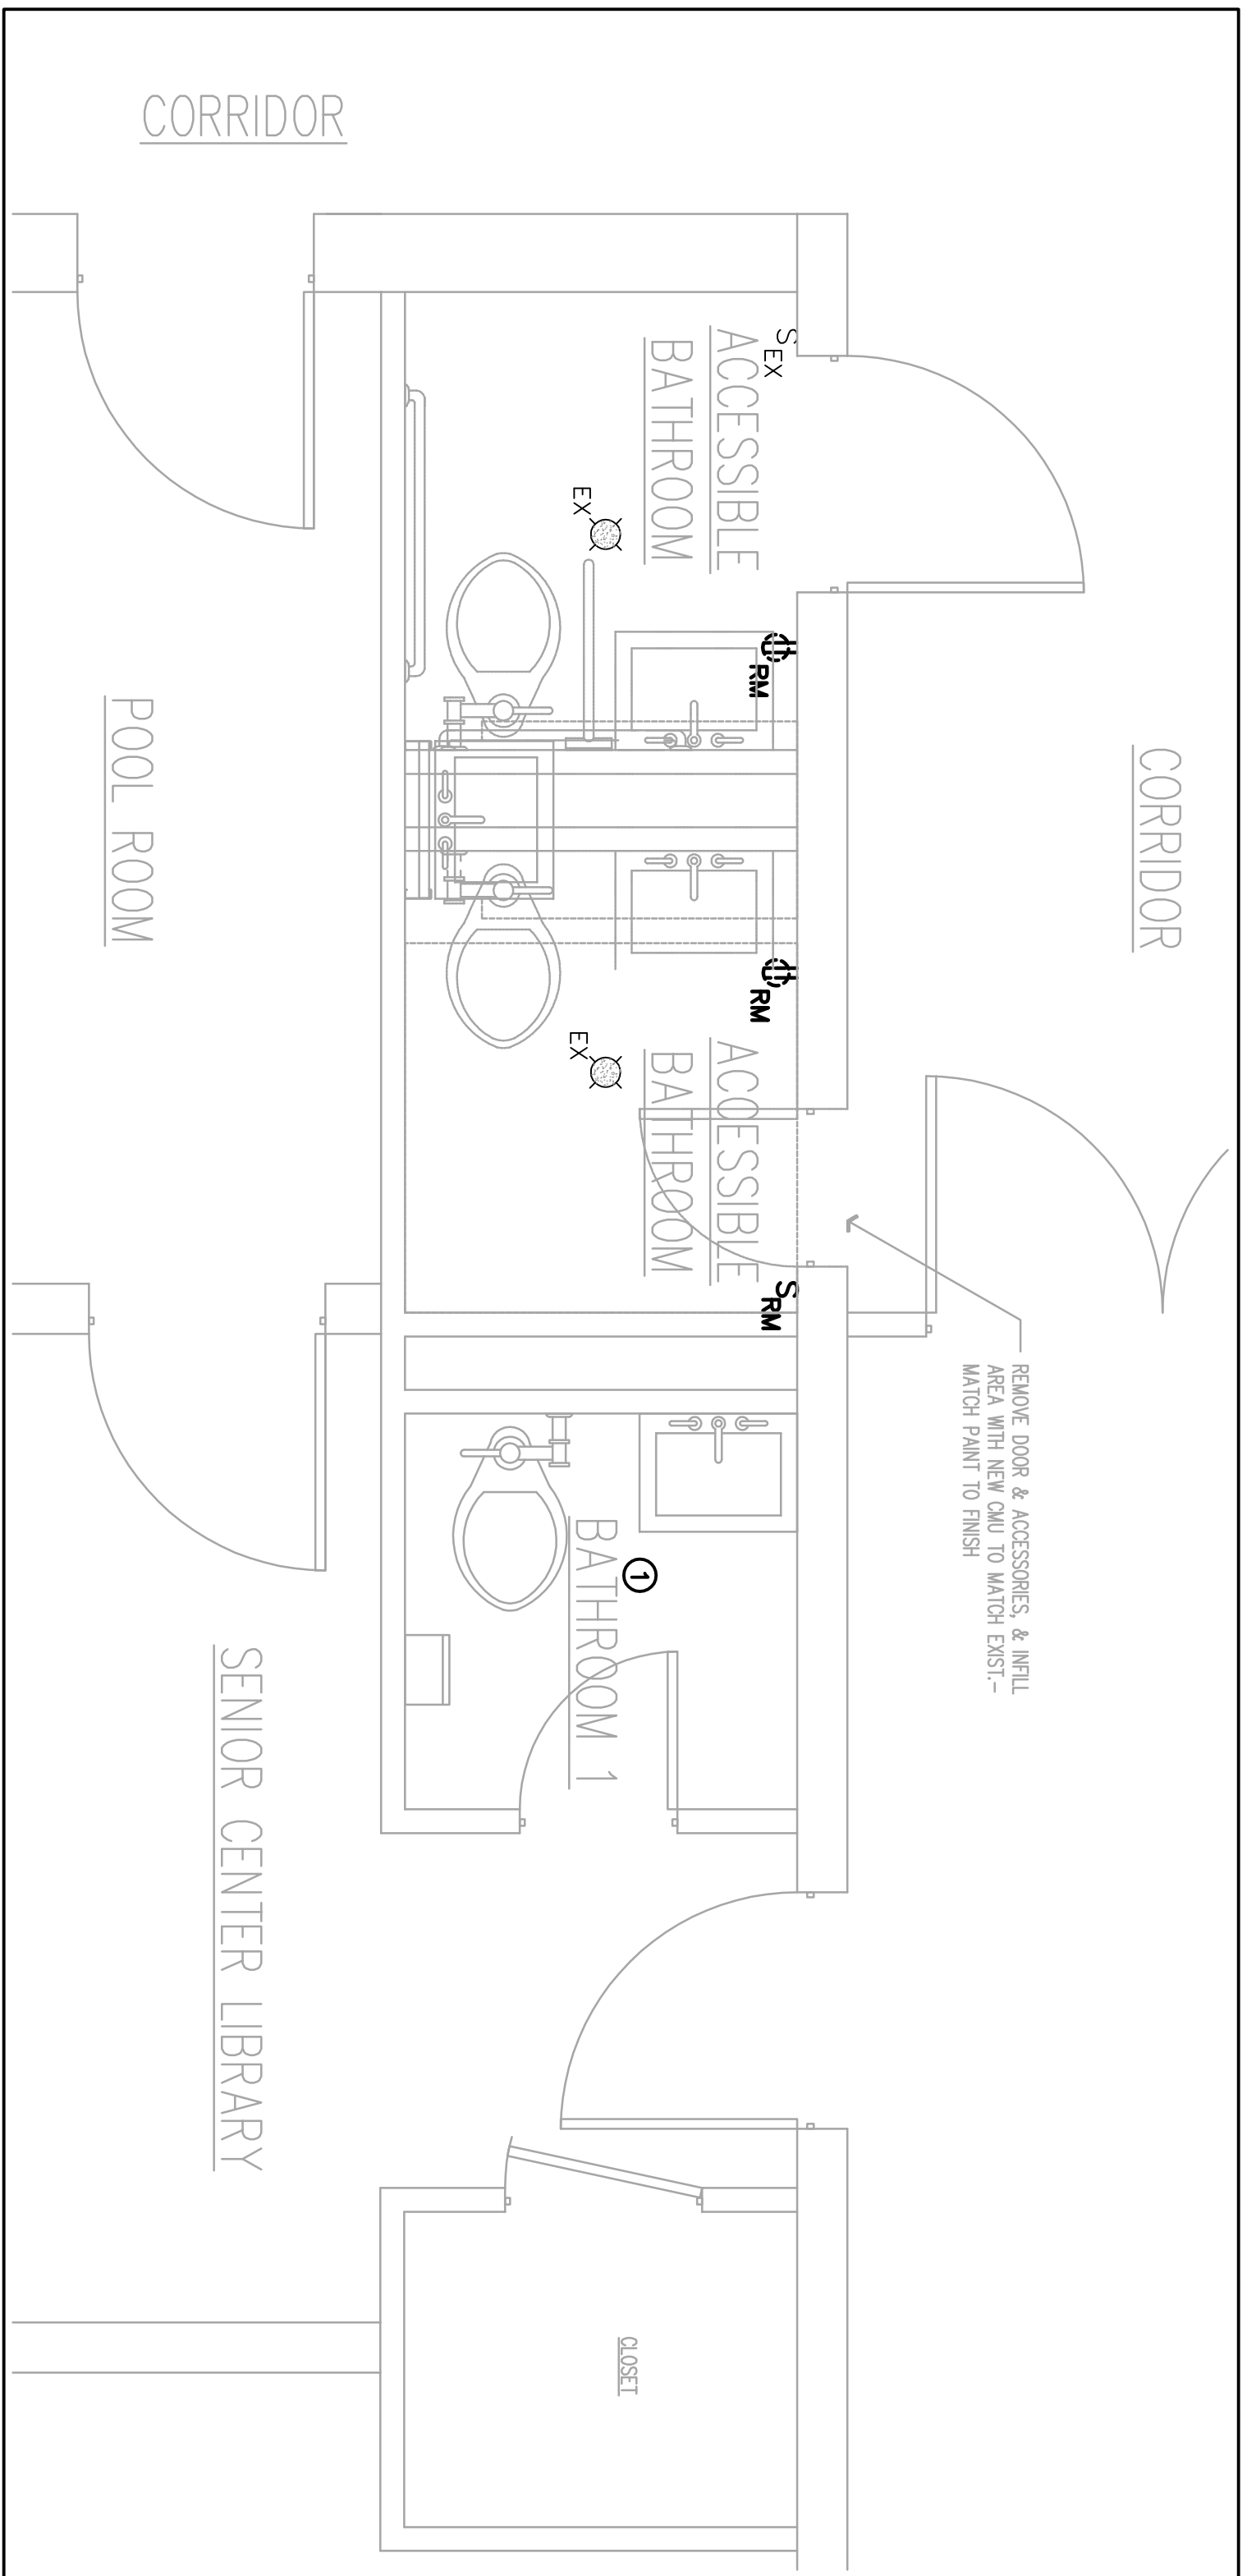 CORRIDOR
CORRIDOR
S EX
ACCESSIBLE
BATHROOM
EX
RM
RM
ACCESSIBLE
BATHROOM
EX
S RM
REMOVE DOOR & ACCESSORIES, & INFILL
AREA WITH NEW CMU TO MATCH EXIST.-
MATCH PAINT TO FINISH
POOL ROOM
1
BATHROOM 1
SENIOR CENTER LIBRARY
CLOSET